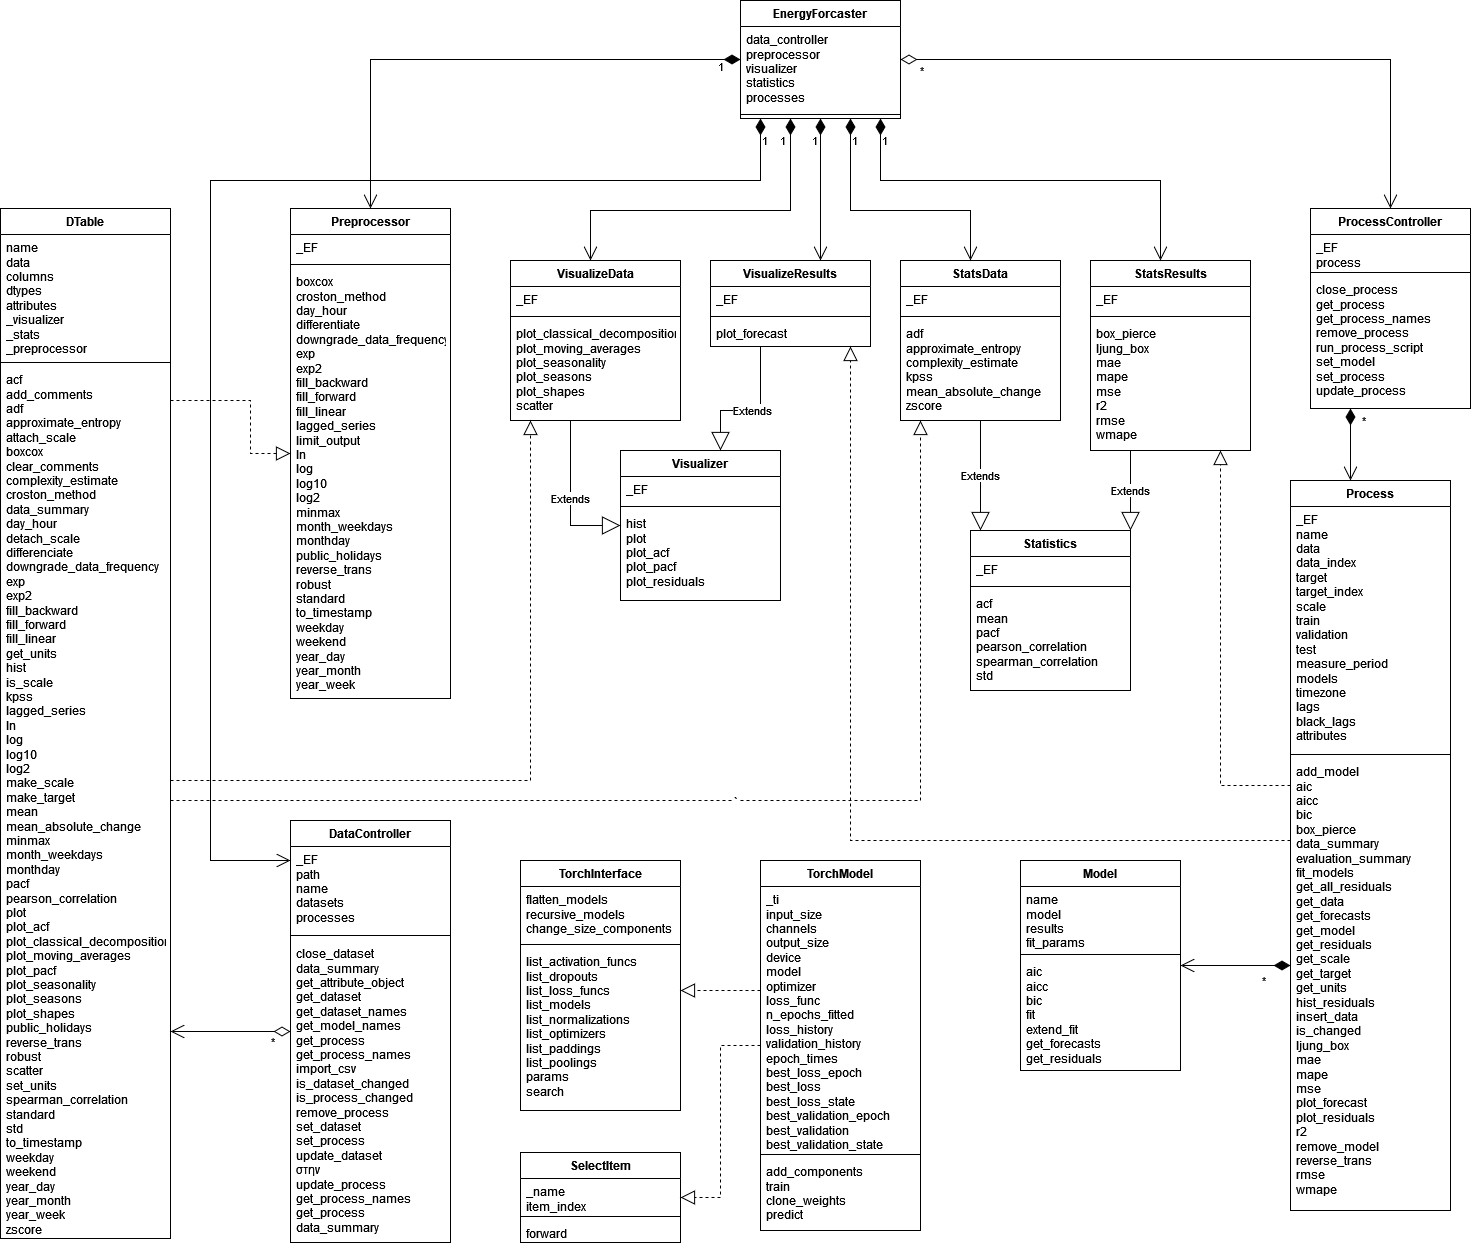 EnergyForcaster
data_controller
preprocessor
visualizer
statistics
processes
1
*
1
1
1
1
1
DTable
name
data
columns
dtypes
attributes
_visualizer
_stats
_preprocessor
acf
add_comments
adf
approximate_entropy
attach_scale
boxcox
clear_comments
complexity_estimate
croston_method
data_summary
day_hour
detach_scale
differenciate
downgrade_data_frequency
exp
exp2
fill_backward
fill_forward
fill_linear
get_units
hist
is_scale
kpss
lagged_series
ln
log
log10
log2
make_scale
make_target
mean
mean_absolute_change
minmax
month_weekdays
monthday
pacf
pearson_correlation
plot
plot_acf
plot_classical_decomposition
plot_moving_averages
plot_pacf
plot_seasonality
plot_seasons
plot_shapes
public_holidays
reverse_trans
robust
scatter
set_units
spearman_correlation
standard
std
to_timestamp
weekday
weekend
year_day
year_month
year_week
zscore
Preprocessor
_EF
boxcox
croston_method
day_hour
differentiate
downgrade_data_frequency
exp
exp2
fill_backward
fill_forward
fill_linear
lagged_series
limit_output
ln
log
log10
log2
minmax
month_weekdays
monthday
public_holidays
reverse_trans
robust
standard
to_timestamp
weekday
weekend
year_day
year_month
year_week
VisualizeData
_EF
plot_classical_decomposition
plot_moving_averages
plot_seasonality
plot_seasons
plot_shapes
scatter
VisualizeResults
_EF
plot_forecast
StatsData
_EF
adf
approximate_entropy
complexity_estimate
kpss
mean_absolute_change
zscore
StatsResults
_EF
box_pierce
ljung_box
mae
mape
mse
r2
rmse
wmape
ProcessController
_EF
process
close_process
get_process
get_process_names
remove_process
run_process_script
set_model
set_process
update_process
*
Extends
Extends
Extends
Extends
Visualizer
_EF
hist
plot
plot_acf
plot_pacf
plot_residuals
Statistics
_EF
acf
mean
pacf
pearson_correlation
spearman_correlation
std
Process
_EF
name
data
data_index
target
target_index
scale
train
validation
test
measure_period
models
timezone
lags
black_lags
attributes
add_model
aic
aicc
bic
box_pierce
data_summary
evaluation_summary
fit_models
get_all_residuals
get_data
get_forecasts
get_model
get_residuals
get_scale
get_target
get_units
hist_residuals
insert_data
is_changed
ljung_box
mae
mape
mse
plot_forecast
plot_residuals
r2
remove_model
reverse_trans
rmse
wmape
DataController
_EF
path
name
datasets
processes
close_dataset
data_summary
get_attribute_object
get_dataset
get_dataset_names
get_model_names
get_process
get_process_names
import_csv
is_dataset_changed
is_process_changed
remove_process
set_dataset
set_process
update_dataset
στην
update_process
get_process_names
get_process
data_summary
*
TorchInterface
flatten_models
recursive_models
change_size_components
list_activation_funcs
list_dropouts
list_loss_funcs
list_models
list_normalizations
list_optimizers
list_paddings
list_poolings
params
search
SelectItem
_name
item_index
forward
TorchModel
_ti
input_size
channels
output_size
device
model
optimizer
loss_func
n_epochs_fitted
loss_history
validation_history
epoch_times
best_loss_epoch
best_loss
best_loss_state
best_validation_epoch
best_validation
best_validation_state
add_components
train
clone_weights
predict
Model
name
model
results
fit_params
aic
aicc
bic
fit
extend_fit
get_forecasts
get_residuals
*